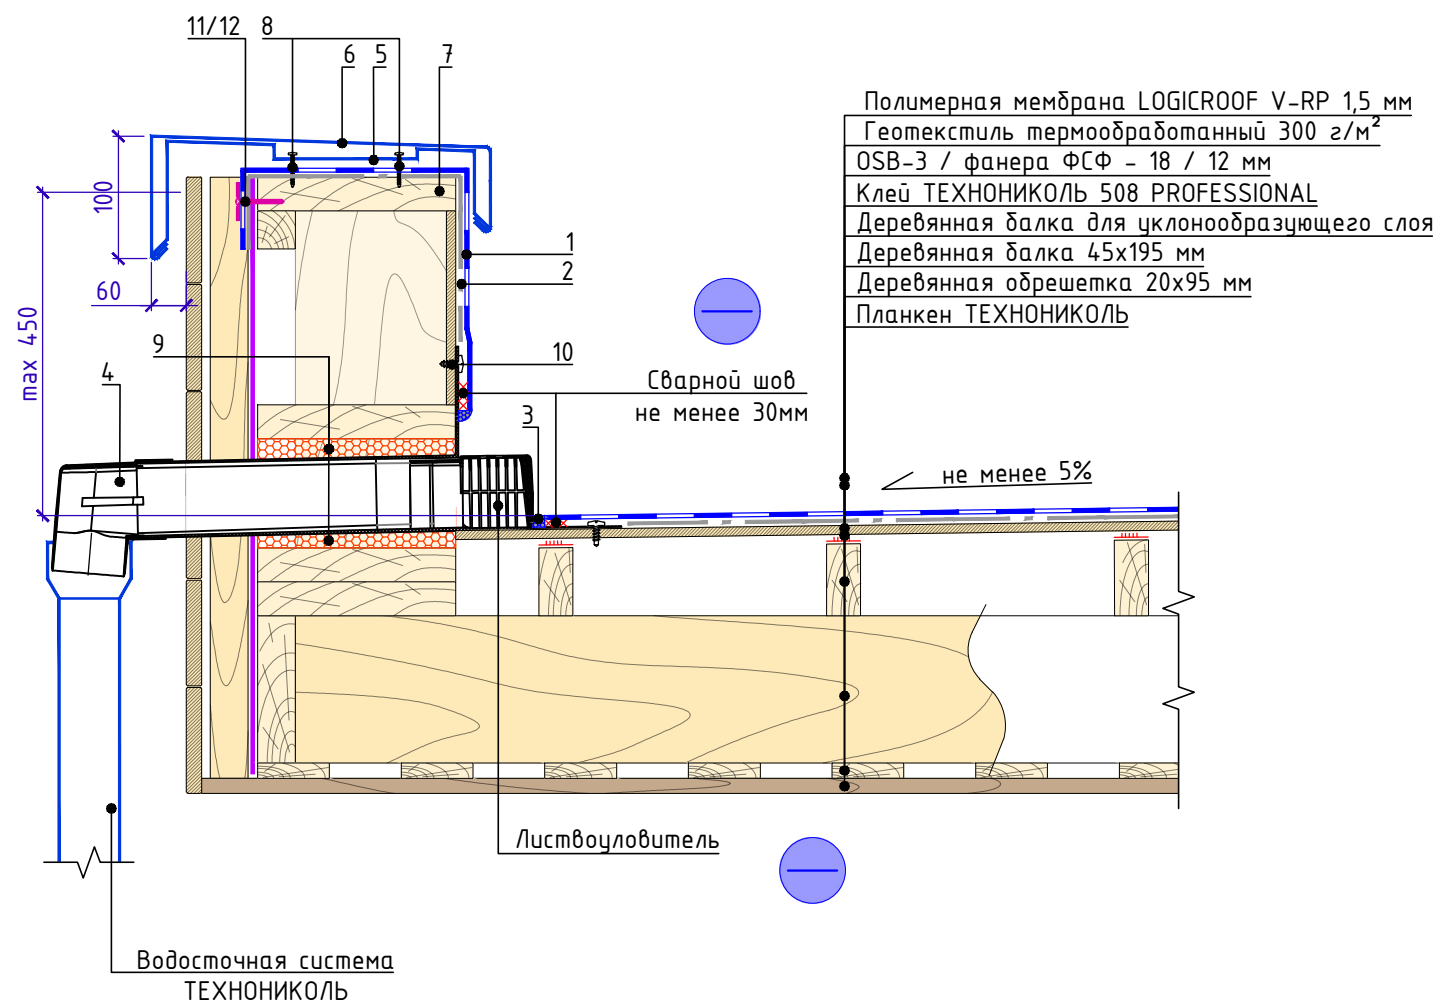 11/12
8
6
5
7
Полимерная мембрана LOGICROOF V-RP 1,5 мм
Геотекстиль термообработанный 300 г/м²
OSB-3 / фанера ФСФ - 18 / 12 мм
Клей ТЕХНОНИКОЛЬ 508 PROFESSIONAL
Деревянная балка для уклонообразующего слоя
Деревянная балка 45х195 мм
Деревянная обрешетка 20х95 мм
Планкен ТЕХНОНИКОЛЬ
100
60
max 450
1
2
9
10
4
3
Сварной шов
не менее 30мм
не менее 5%
Листвоуловитель
Водосточная система
ТЕХНОНИКОЛЬ